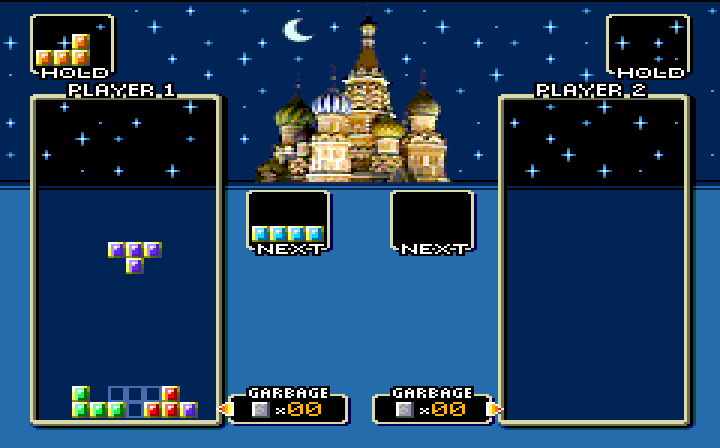 HOLD
HOLD
PLAYER 1
PLAYER 2
NEXT
NEXT
GARBAGE
×00
GARBAGE
×00